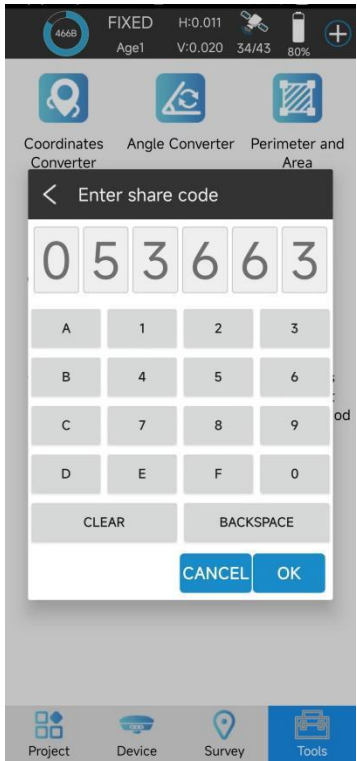 466B
FIXED H:0.011
Age1 V:0.020 34/43 80%
Coordinates Converter
Angle Converter
Perimeter and Area
Enter share code
0 5 3 6 6 3
A 1 2 3
B 4 5 6
C 7 8 9
od
D E F 0
CLEAR BACKSPACE
CANCEL OK
Project Device Survey Tools